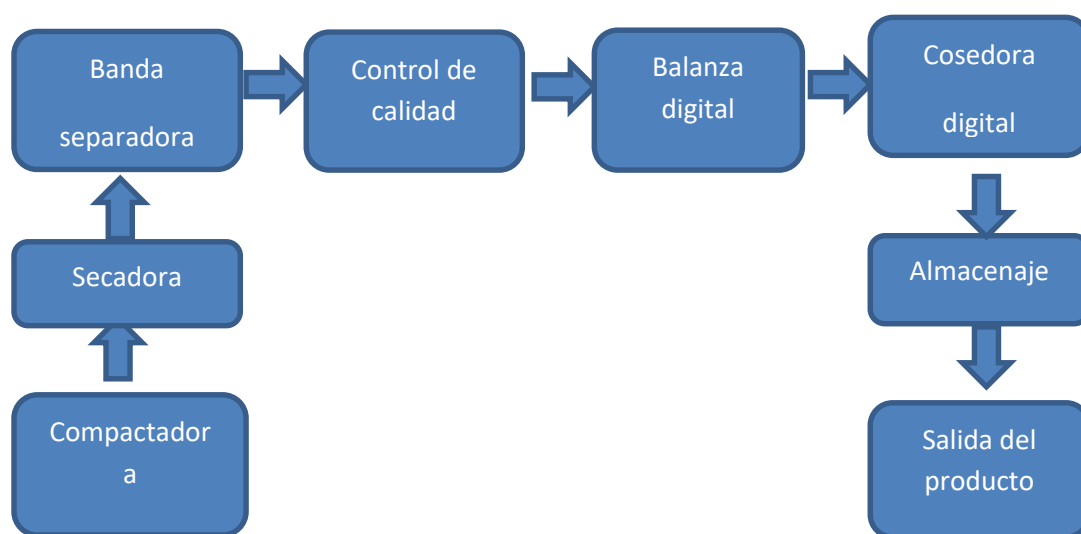 Banda
separadora
Control de
calidad
Balanza
digital
Cosedora
digital
Secadora
Almacenaje
Compactador
a
Salida del
producto